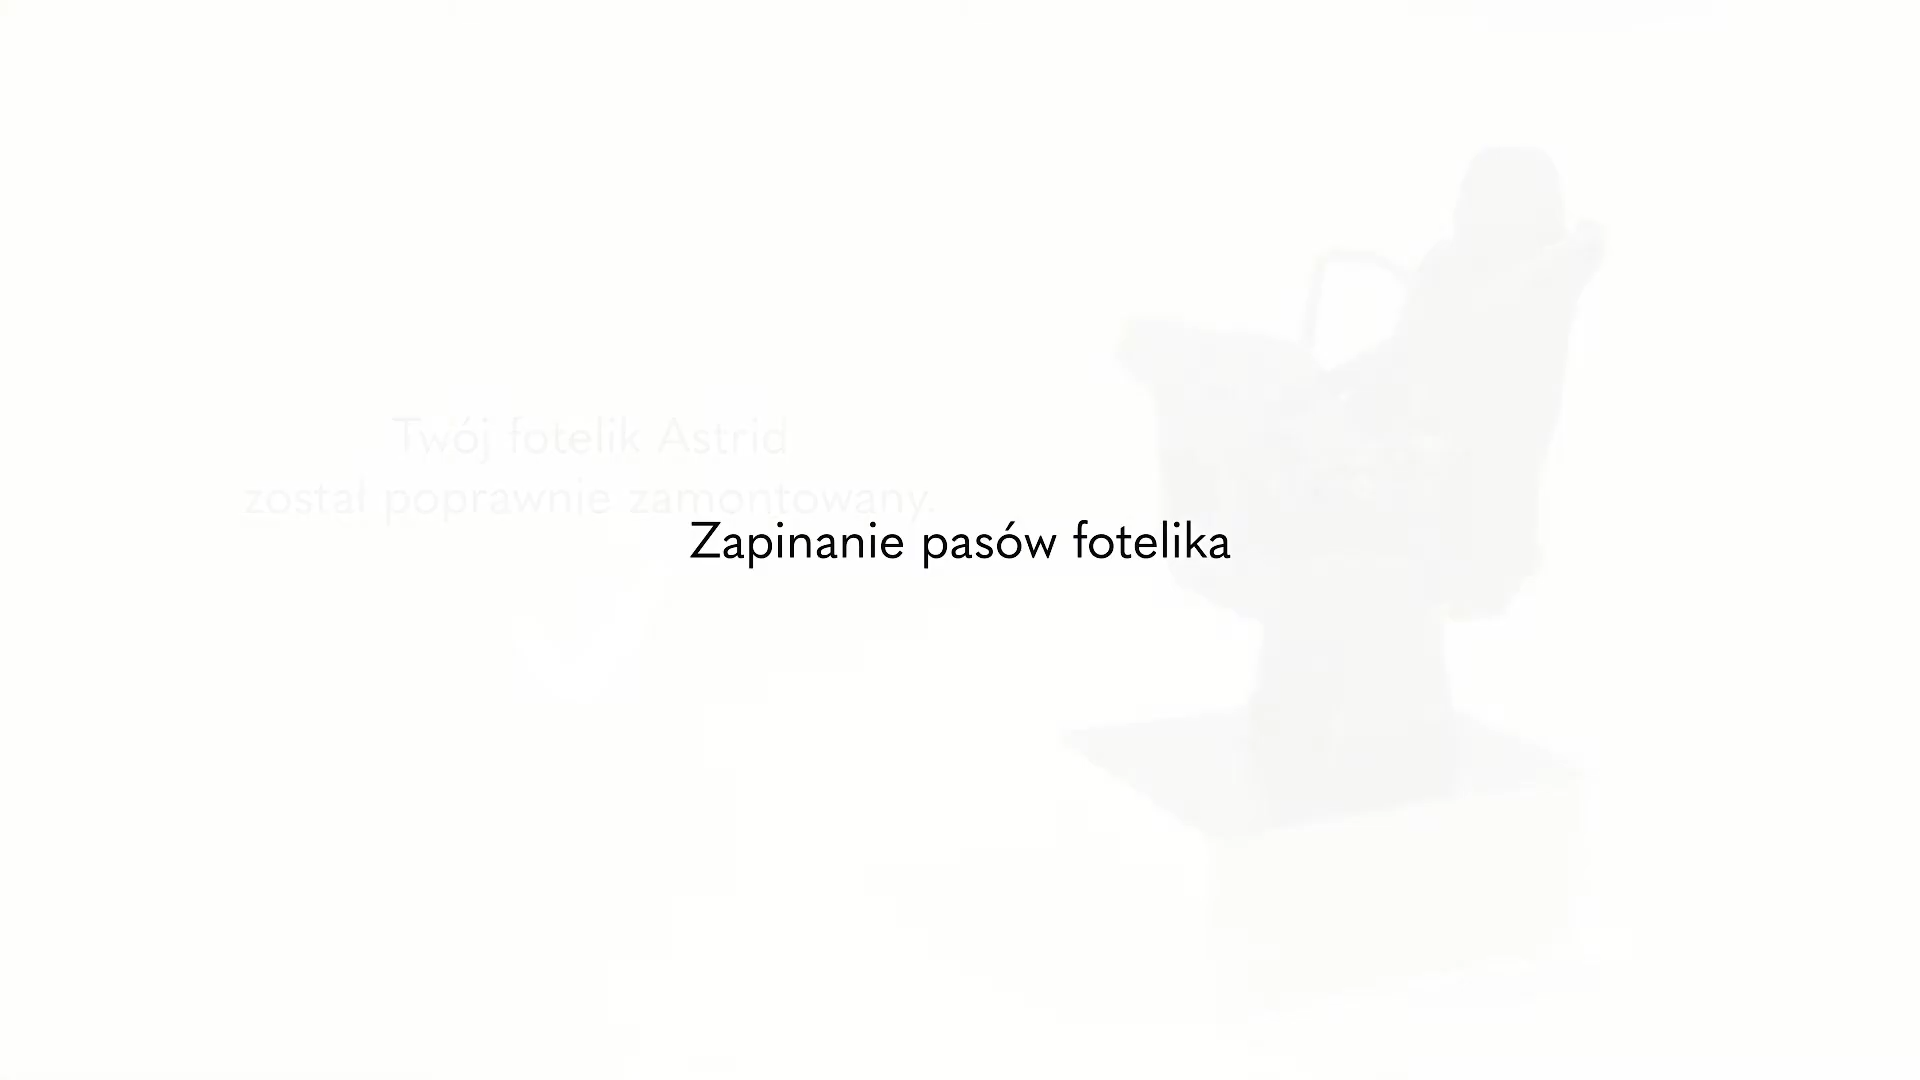 Twój fotelik Astrid
został poprawnie zamontowany.
Zapinanie pasów fotelika